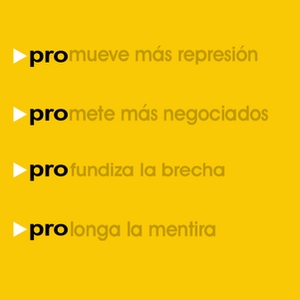 promueve más represión
promete más negociados
profundiza la brecha
prolonga la mentira